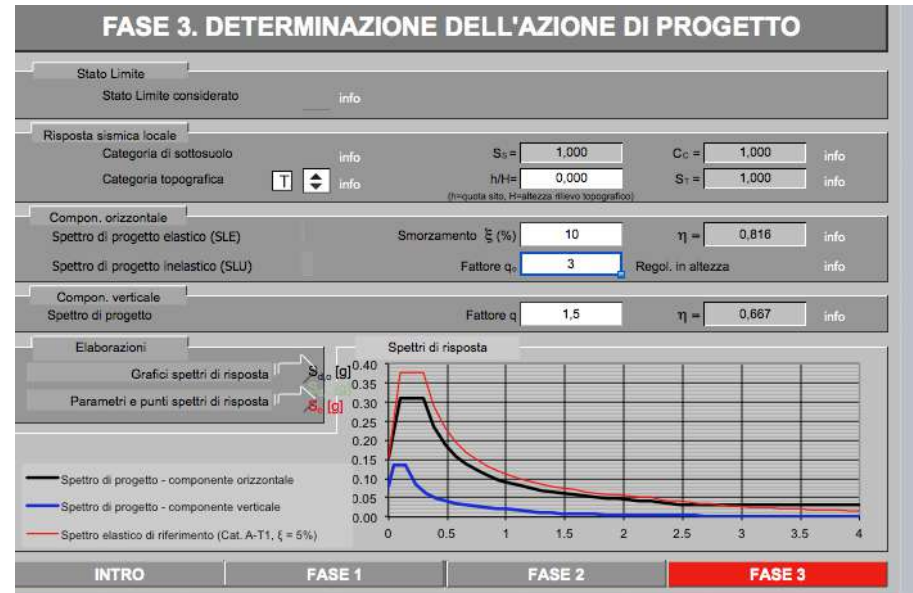 FASE 3. DETERMINAZIONE DELL'AZIONE DI PROGETTO
Stato Limite
Stato Limite considerato info
Risposta sismica locale
Categoria di sottosuolo info SS = 1,000 CC = 1,000 info
Categoria topografica T info h/H= 0,000 ST = 1,000 info
(h=quota sito, H=altezza rilievo topografico)
Compon. orizzontale
Spettro di progetto elastico (SLE) Smorzamento ξ (%) 10 η = 0,816 info
Spettro di progetto inelastico (SLU) Fattore qo 3 Regol. in altezza info
Compon. verticale
Spettro di progetto Fattore q 1,5 η = 0,667 info
Elaborazioni Spettri di risposta
Grafici spettri di risposta
Parametri e punti spettri di risposta
Sd,o [g]
Se [g]
0.40
0.35
0.30
0.25
0.20
0.15
0.10
0.05
0.00
0 0.5 1 1.5 2 2.5 3 3.5 4
Spettro di progetto - componente orizzontale
Spettro di progetto - componente verticale
Spettro elastico di riferimento (Cat. A-T1, ξ = 5%)
INTRO FASE 1 FASE 2 FASE 3